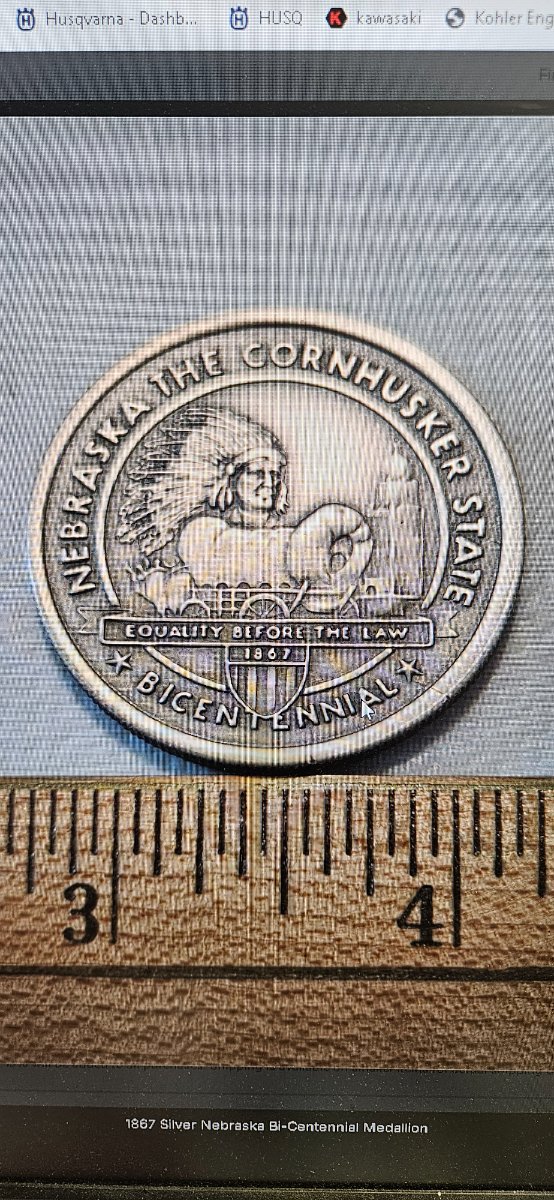 Husqvarna - Dashb...
HUSQ
kawasaki
Kohler Eng
NEBRASKA THE CORNHUSKER STATE
EQUALITY BEFORE THE LAW
1867
BICENTENNIAL
3
4
1867 Silver Nebraska Bi-Centennial Medallion